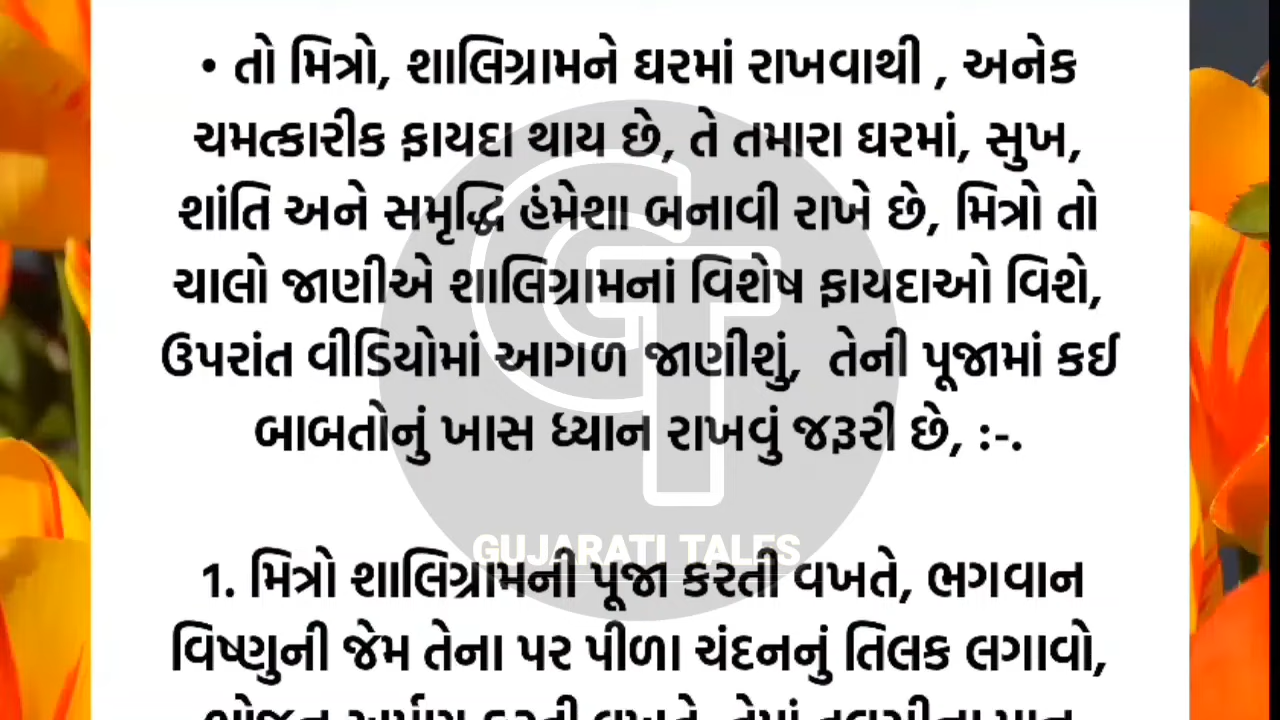 • તો મિત્રો, શાલિગ્રામને ઘરમાં રાખવાથી , અનેક
ચમત્કારીક ફાયદા થાય છે, તે તમારા ઘરમાં, સુખ,
શાંતિ અને સમૃદ્ધિ હંમેશા બનાવી રાખે છે, મિત્રો તો
ચાલો જાણીએ શાલિગ્રામનાં વિશેષ ફાયદાઓ વિશે,
ઉપરાંત વીડિયોમાં આગળ જાણીશું, તેની પૂજામાં કઈ
બાબતોનું ખાસ ધ્યાન રાખવું જરૂરી છે, :-.
GUJARATI TALES
1. મિત્રો શાલિગ્રામની પૂજા કરતી વખતે, ભગવાન
વિષ્ણુની જેમ તેના પર પીળા ચંદનનું તિલક લગાવો,